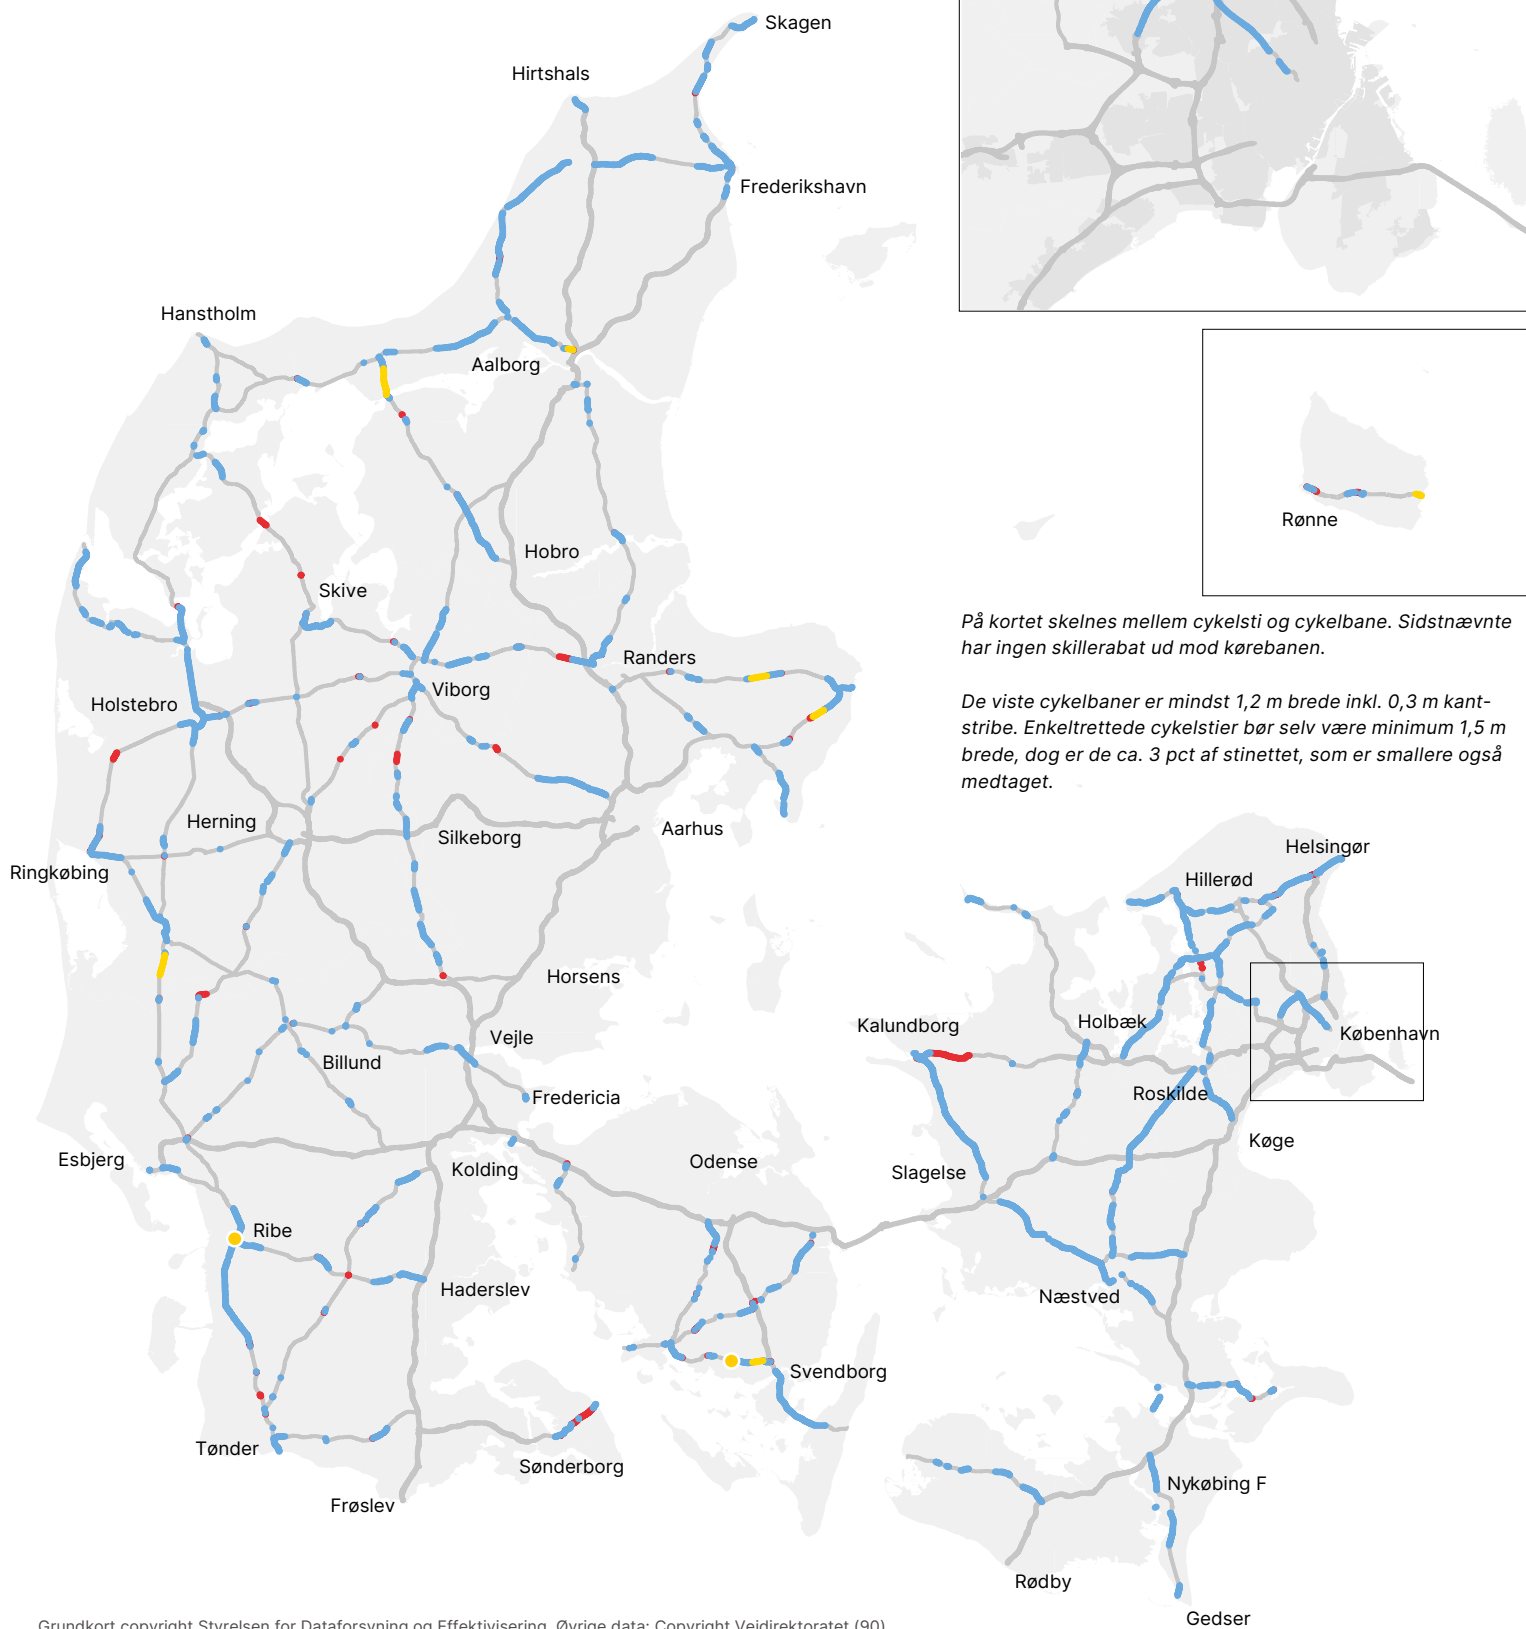 Skagen
Hirtshals
Frederikshavn
Hanstholm
Aalborg
Rønne
Hobro
Skive
På kortet skelnes mellem cykelsti og cykelbane. Sidstnævnte
har ingen skillerabat ud mod kørebanen.
Randers
Viborg
Holstebro
De viste cykelbaner er mindst 1,2 m brede inkl. 0,3 m kant-
stribe. Enkeltrettede cykelstier bør selv være minimum 1,5 m
brede, dog er de ca. 3 pct af stinettet, som er smallere også
medtaget.
Herning
Aarhus
Silkeborg
Helsingør
Ringkøbing
Hillerød
Horsens
Kalundborg
Holbæk
København
Vejle
Billund
Roskilde
Fredericia
Køge
Esbjerg
Odense
Kolding
Slagelse
Ribe
Haderslev
Næstved
Svendborg
Tønder
Sønderborg
Nykøbing F
Frøslev
Rødby
Gedser
Grundkort copyright Styrelsen for Dataforsyning og Effektivisering. Øvrige data: Copyright Vejdirektoratet (90)